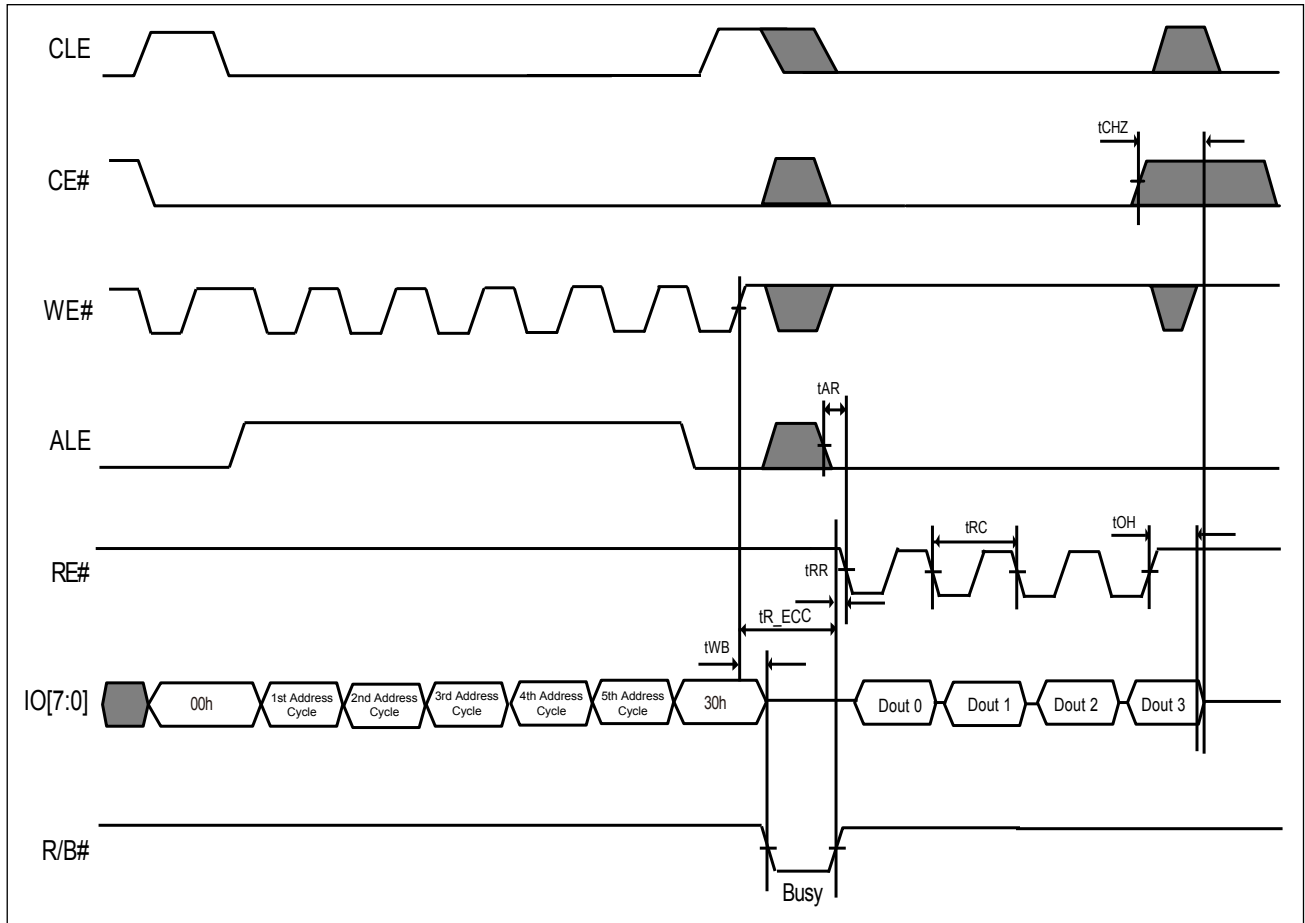 CLE
tCHZ
CE#
WE#
tAR
ALE
tRC
tOH
RE#
tRR
tR_ECC
tWB
IO[7:0]
00h
1st Address
Cycle
2nd Address
Cycle
3rd Address
Cycle
4th Address
Cycle
5th Address
Cycle
30h
Dout 0
Dout 1
Dout 2
Dout 3
R/B#
Busy